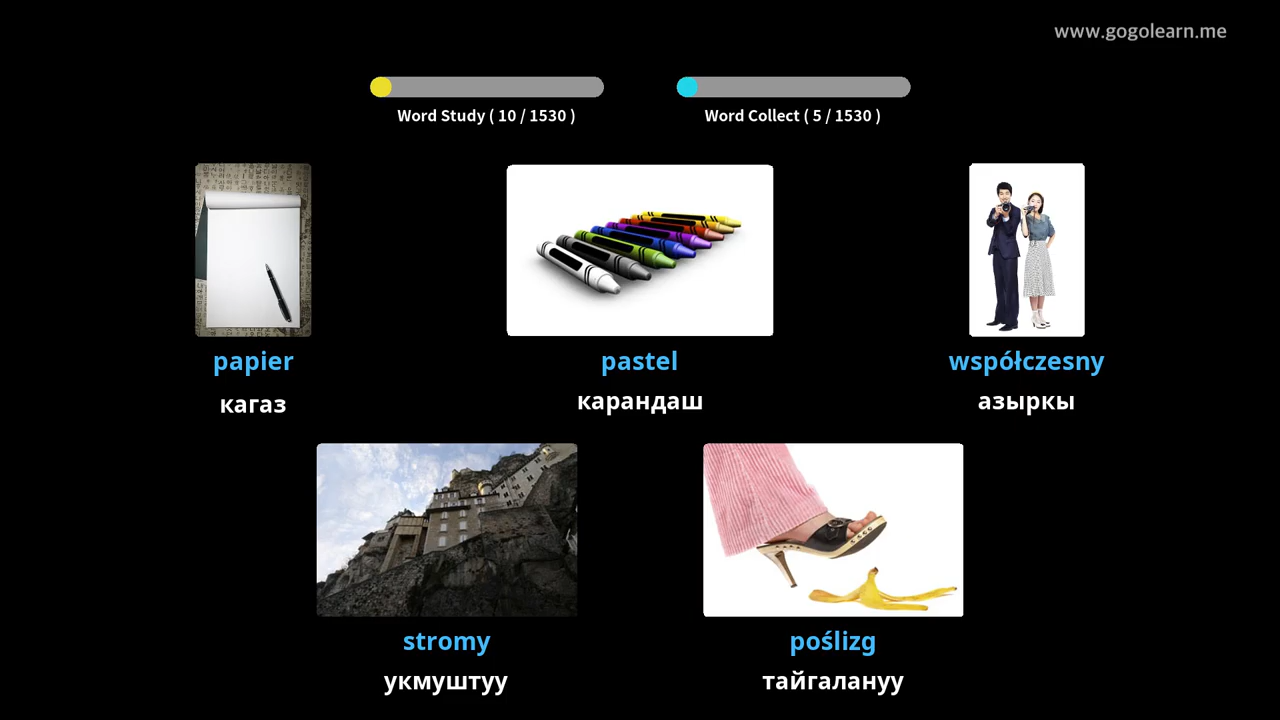 www.gogolearn.me
Word Study ( 10 / 1530 )
Word Collect ( 5 / 1530 )
papier
кагаз
pastel
карандаш
współczesny
азыркы
stromy
укмуштуу
poślizg
тайгалануу